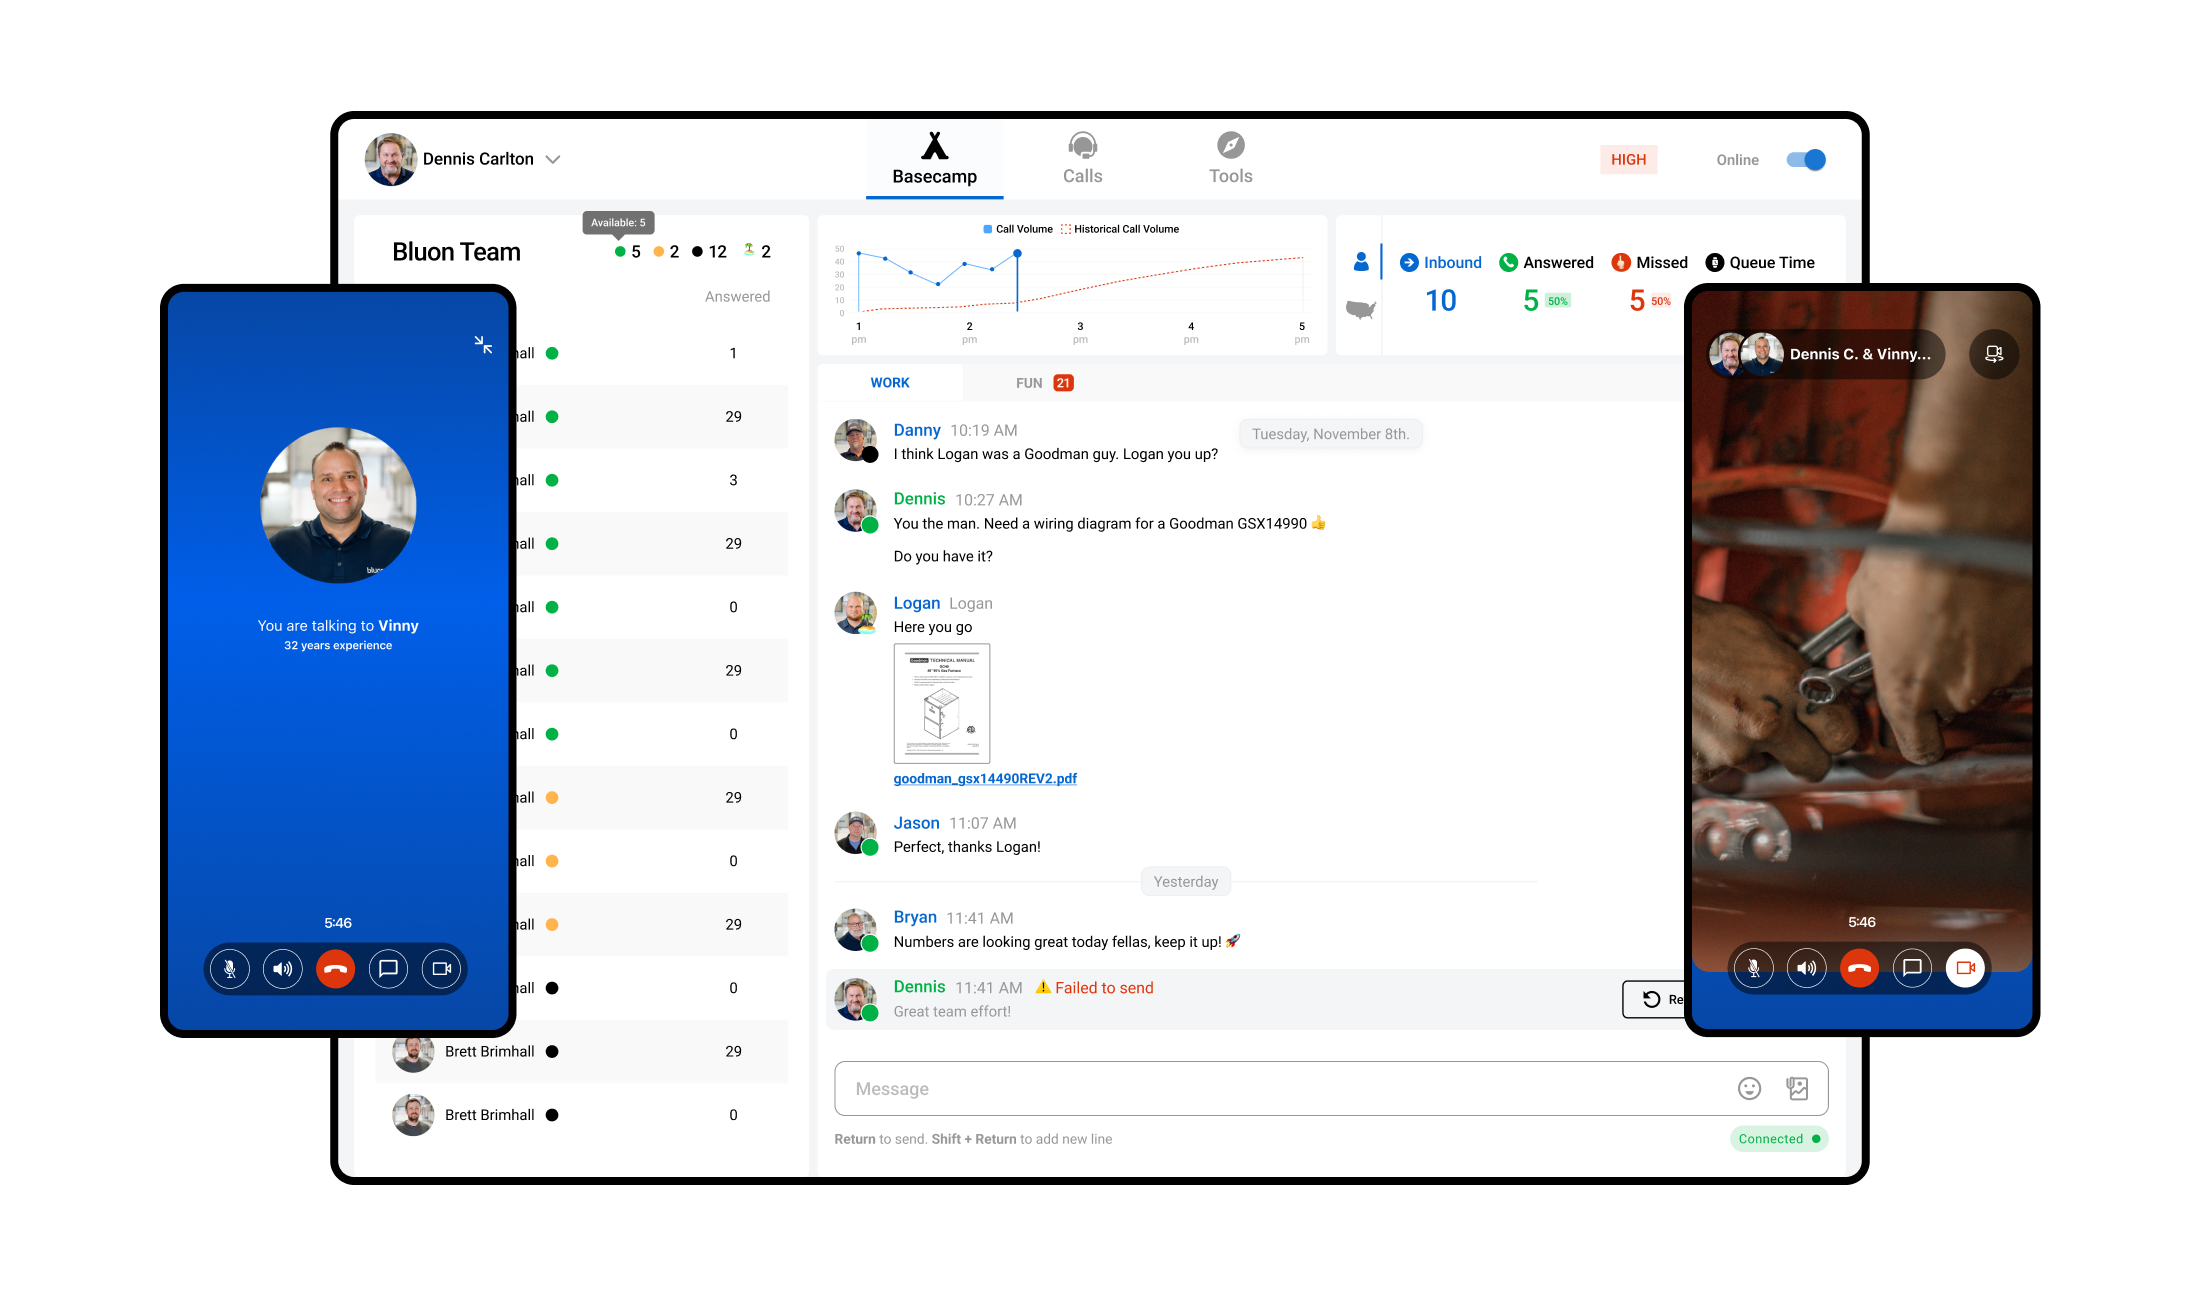 Dennis Carlton
Basecamp
Calls
Tools
HIGH
Online
Available: 5
Bluon Team
5 2 12 2
Answered
hall 1
hall 29
hall 3
hall 29
hall 0
hall 29
hall 0
hall 29
hall 0
hall 29
hall 0
Brett Brimhall 29
Brett Brimhall 0
Call Volume Historical Call Volume
50
40
30
20
10
0
1 2 3 4 5
pm pm pm pm pm
Inbound Answered Missed Queue Time
10 5 50% 5 50%
WORK FUN 21
Tuesday, November 8th.
Danny 10:19 AM
I think Logan was a Goodman guy. Logan you up?
Dennis 10:27 AM
You the man. Need a wiring diagram for a Goodman GSX14990 👍
Do you have it?
Logan Logan
Here you go
TECHNICAL MANUAL
goodman_gsx14490REV2.pdf
Jason 11:07 AM
Perfect, thanks Logan!
Yesterday
Bryan 11:41 AM
Numbers are looking great today fellas, keep it up! 🚀
Dennis 11:41 AM ⚠ Failed to send
Great team effort!
Re
Message
Return to send. Shift + Return to add new line
Connected
bluon
You are talking to Vinny
32 years experience
5:46
Dennis C. & Vinny...
5:46